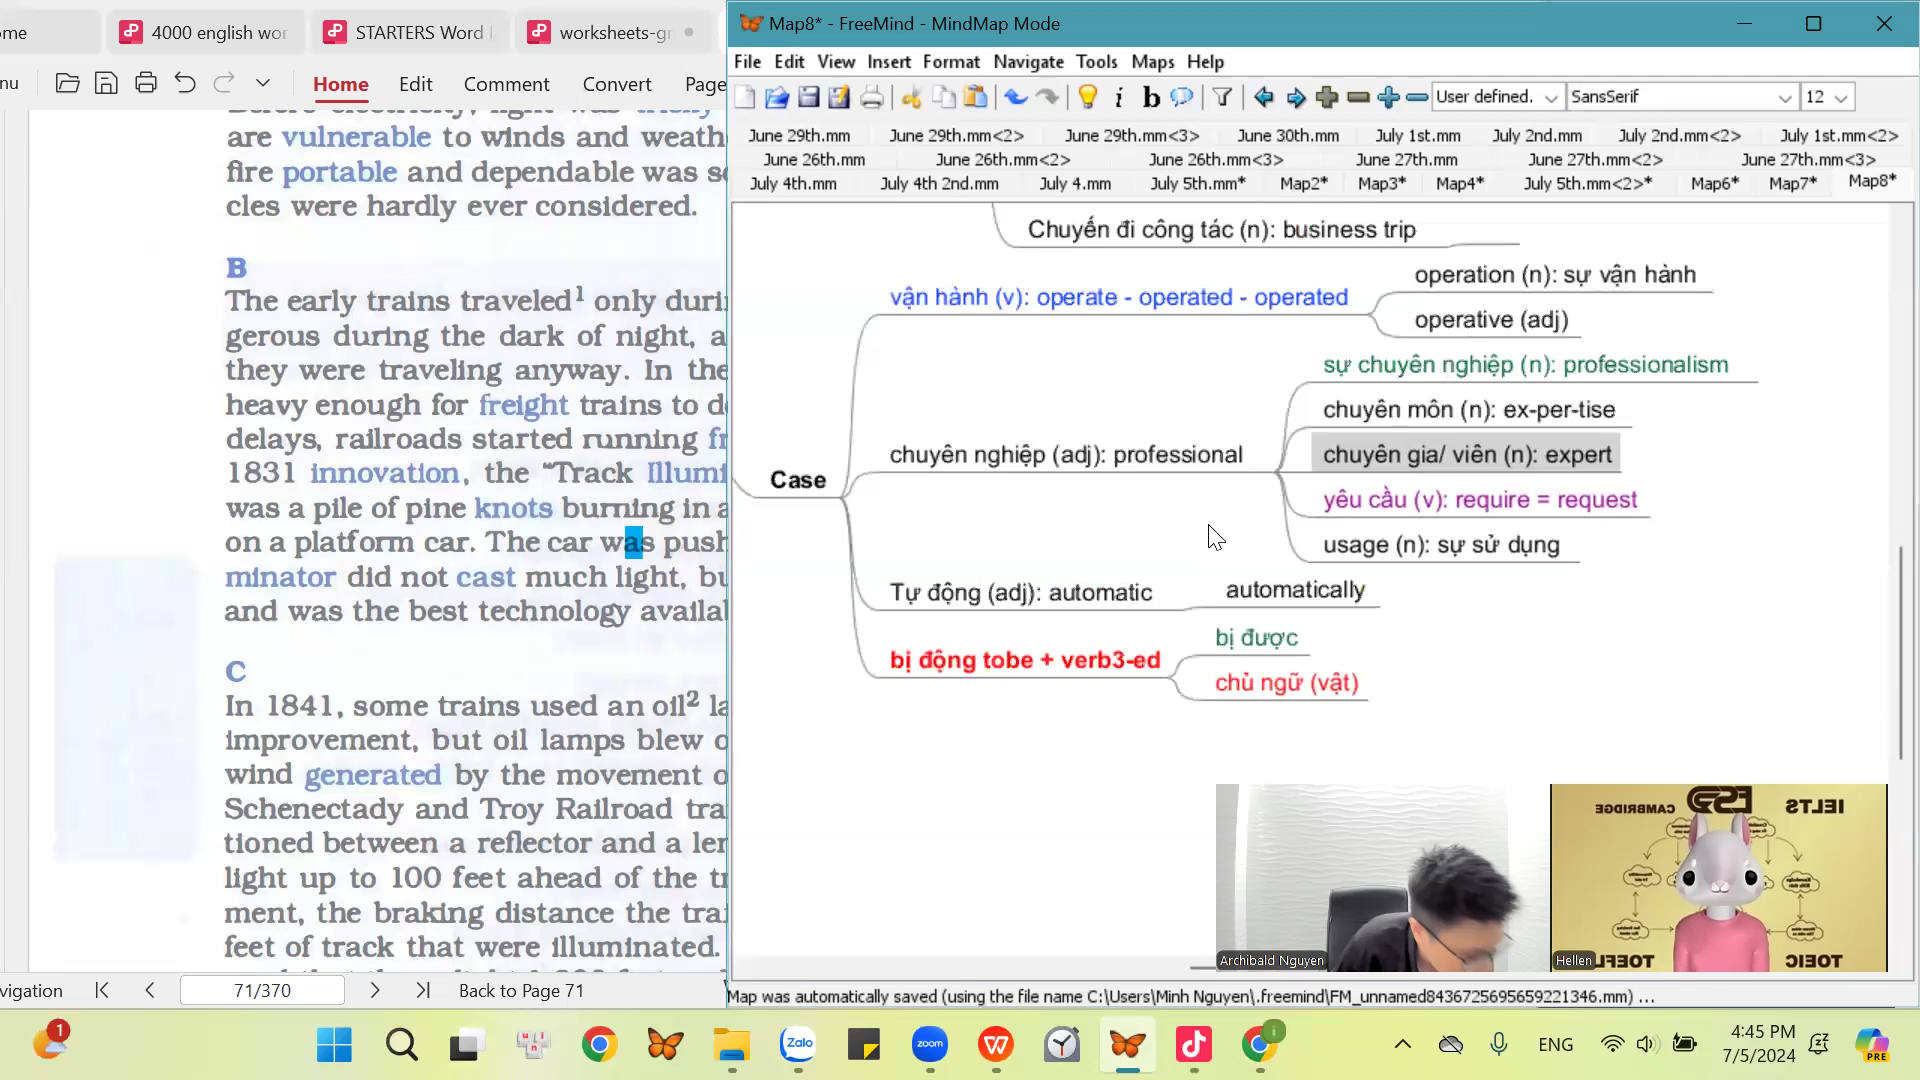 ome
4000 english wor
STARTERS Word
worksheets-gr
nu
Home
Edit
Comment
Convert
Page
are vulnerable to winds and weath
fire portable and dependable was s
cles were hardly ever considered.
B
The early trains traveled1 only duri
gerous during the dark of night, a
they were traveling anyway. In the
heavy enough for freight trains to d
delays, railroads started running fr
1831 innovation, the “Track Illumi
was a pile of pine knots burning in a
on a platform car. The car was push
minator did not cast much light, bu
and was the best technology availal
C
In 1841, some trains used an oil2 la
improvement, but oil lamps blew o
wind generated by the movement o
Schenectady and Troy Railroad tra
tioned between a reflector and a len
light up to 100 feet ahead of the tr
ment, the braking distance the trai
feet of track that were illuminated.
vigation
71/370
Back to Page 71
Map8* - FreeMind - MindMap Mode
File Edit View Insert Format Navigate Tools Maps Help
User defined.
SansSerif
12
June 29th.mm June 29th.mm<2> June 29th.mm<3> June 30th.mm July 1st.mm July 2nd.mm July 2nd.mm<2> July 1st.mm<2>
June 26th.mm June 26th.mm<2> June 26th.mm<3> June 27th.mm June 27th.mm<2> June 27th.mm<3>
July 4th.mm July 4th 2nd.mm July 4.mm July 5th.mm* Map2* Map3* Map4* July 5th.mm<2>* Map6* Map7* Map8*
Chuyến đi công tác (n): business trip
vận hành (v): operate - operated - operated
operation (n): sự vận hành
operative (adj)
Case
chuyên nghiệp (adj): professional
sự chuyên nghiệp (n): professionalism
chuyên môn (n): ex-per-tise
chuyên gia/ viên (n): expert
yêu cầu (v): require = request
usage (n): sự sử dụng
Tự động (adj): automatic
automatically
bị động tobe + verb3-ed
bị được
chủ ngữ (vật)
Archibald Nguyen
CAMBRIDGE
IELTS
TOEFL
TOEIC
Hellen
Map was automatically saved (using the file name C:\Users\Minh Nguyen\.freemind\FM_unnamed8436725695659221346.mm) ...
1
Zalo
zoom
ENG
4:45 PM
7/5/2024
PRE